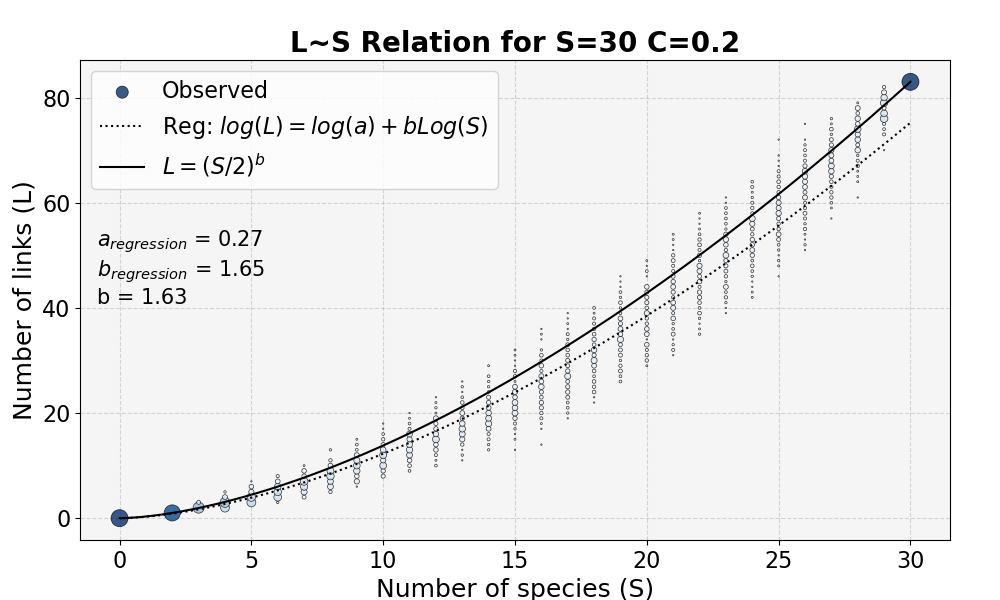 L~S Relation for S=30 C=0.2
Observed
Reg: log(L) = log(a) + bLog(S)
L = (S/2)^b
a_regression = 0.27
b_regression = 1.65
b = 1.63
Number of links (L)
80
60
40
20
0
0 5 10 15 20 25 30
Number of species (S)